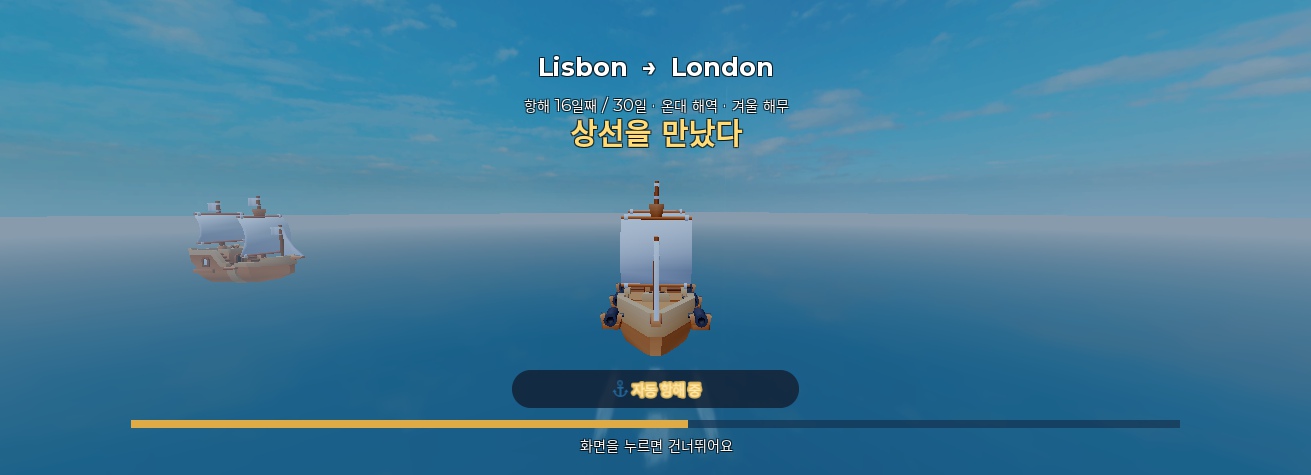 Lisbon → London
항해 16일째 / 30일 · 온대 해역 · 겨울 해무
상선을 만났다
⚓ 자동 항해 중
화면을 누르면 건너뛰어요